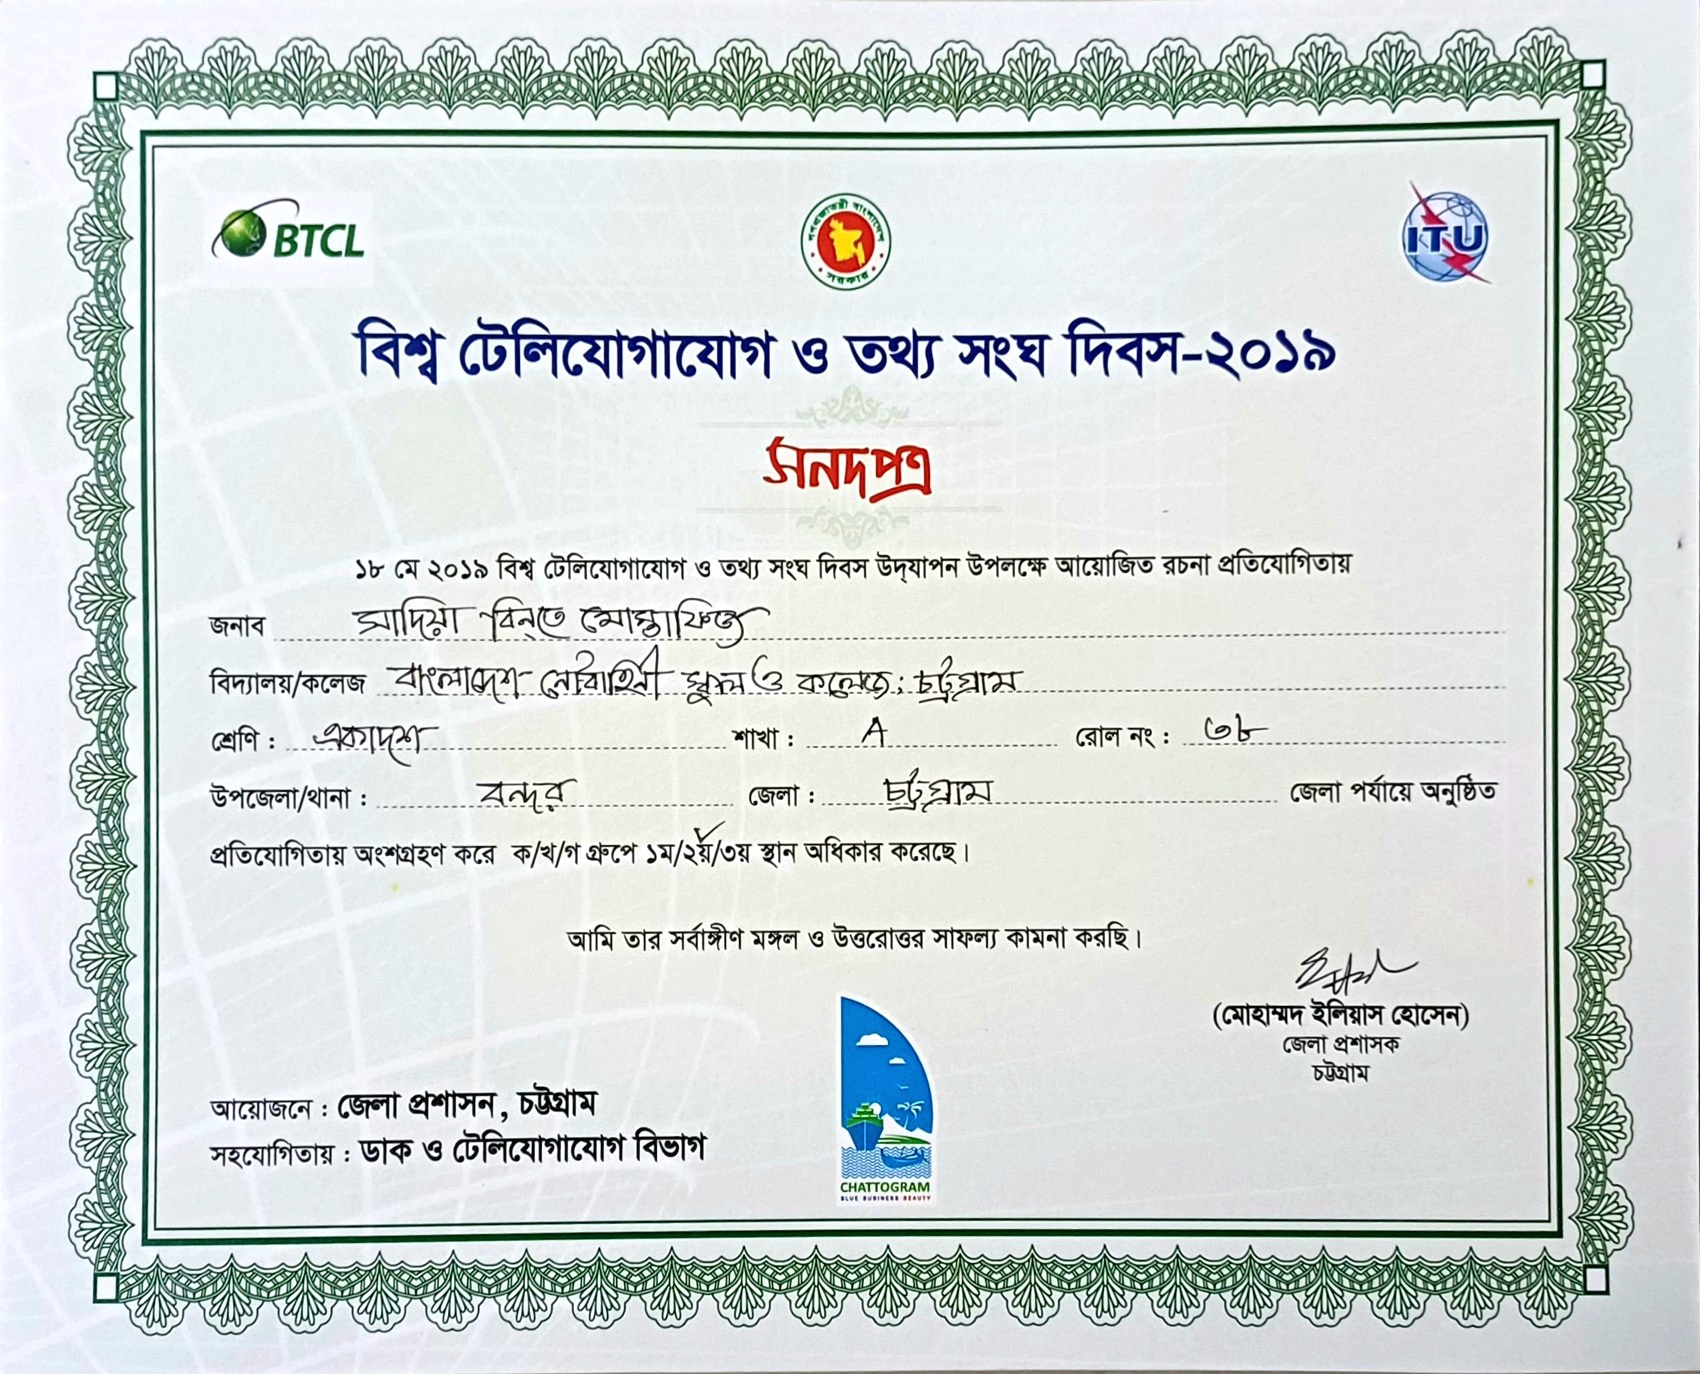 BTCL
গণপ্রজাতন্ত্রী বাংলাদেশ সরকার
ITU
বিশ্ব টেলিযোগাযোগ ও তথ্য সংঘ দিবস-২০১৯
সনদপত্র
১৮ মে ২০১৯ বিশ্ব টেলিযোগাযোগ ও তথ্য সংঘ দিবস উদ্‌যাপন উপলক্ষে আয়োজিত রচনা প্রতিযোগিতায়
জনাব সাদিয়া বিন্‌তে মোস্তাফিজ
বিদ্যালয়/কলেজ বাংলাদেশ নৌবাহিনী স্কুল ও কলেজ, চট্টগ্রাম
শ্রেণি : একাদশ শাখা : A রোল নং : ৩৮
উপজেলা/থানা : বন্দর জেলা : চট্টগ্রাম জেলা পর্যায়ে অনুষ্ঠিত
প্রতিযোগিতায় অংশগ্রহণ করে ক/খ/গ গ্রুপে ১ম/২য়/৩য় স্থান অধিকার করেছে।
আমি তার সর্বাঙ্গীণ মঙ্গল ও উত্তরোত্তর সাফল্য কামনা করছি।
(মোহাম্মদ ইলিয়াস হোসেন)
জেলা প্রশাসক
চট্টগ্রাম
আয়োজনে : জেলা প্রশাসন, চট্টগ্রাম
সহযোগিতায় : ডাক ও টেলিযোগাযোগ বিভাগ
CHATTOGRAM
BLUE BUSINESS BEAUTY